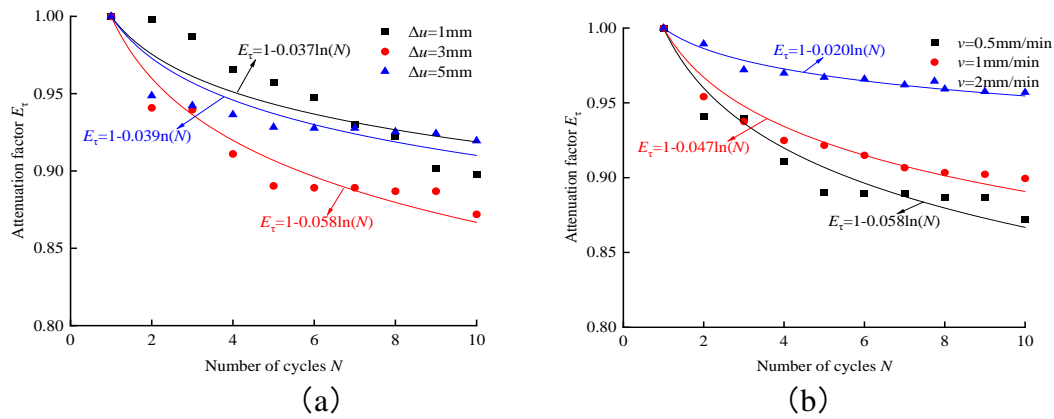 1.00
0.95
0.90
0.85
0.80
0
2
4
6
8
10
Attenuation factor Eτ
Number of cycles N
Δu=1mm
Δu=3mm
Δu=5mm
Eτ=1-0.037ln(N)
Eτ=1-0.039n(N)
Eτ=1-0.058ln(N)
(a)
1.00
0.95
0.90
0.85
0.80
0
2
4
6
8
10
Attenuation factor Eτ
Number of cycles N
v=0.5mm/min
v=1mm/min
v=2mm/min
Eτ=1-0.020ln(N)
Eτ=1-0.047ln(N)
Eτ=1-0.058ln(N)
(b)